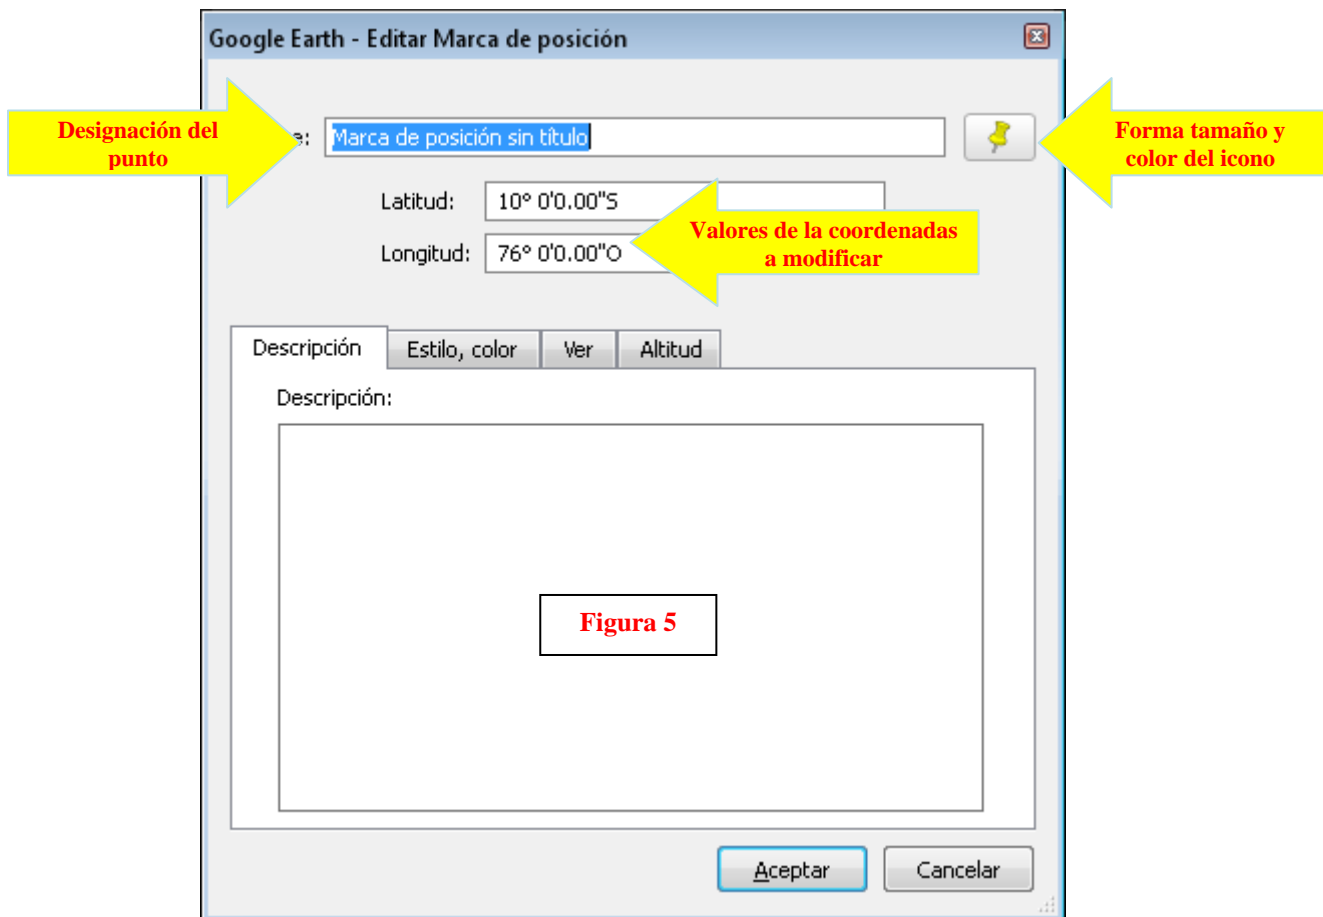 Google Earth - Editar Marca de posición
Designación del
punto
e:
Marca de posición sin título
Forma tamaño y
color del icono
Latitud:
10° 0'0.00"S
Valores de la coordenadas
a modificar
Longitud:
76° 0'0.00"O
Descripción
Estilo, color
Ver
Altitud
Descripción:
Figura 5
Aceptar
Cancelar